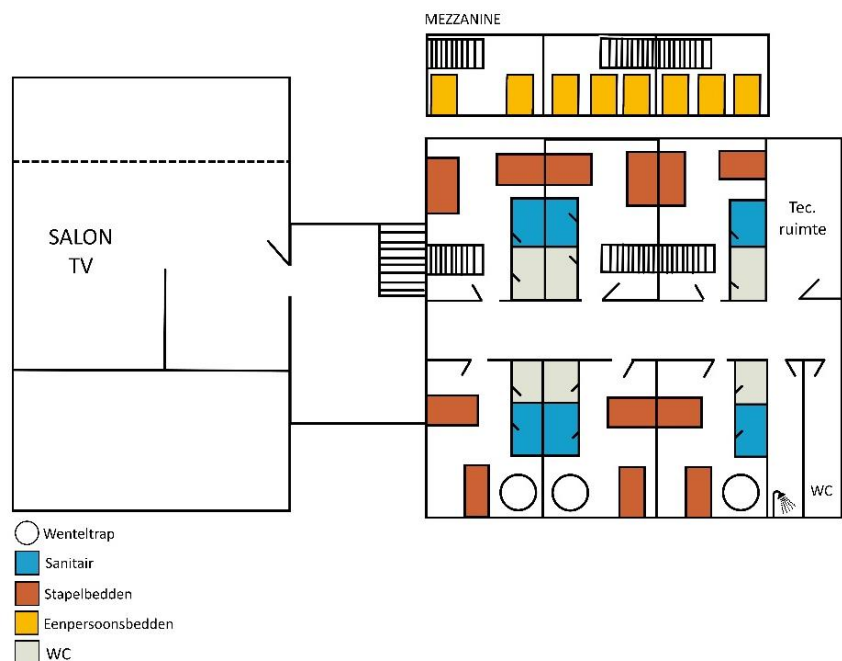 MEZZANINE
SALON
TV
Tec.
ruimte
WC
Wenteltrap
Sanitair
Stapelbedden
Eenpersoonsbedden
WC